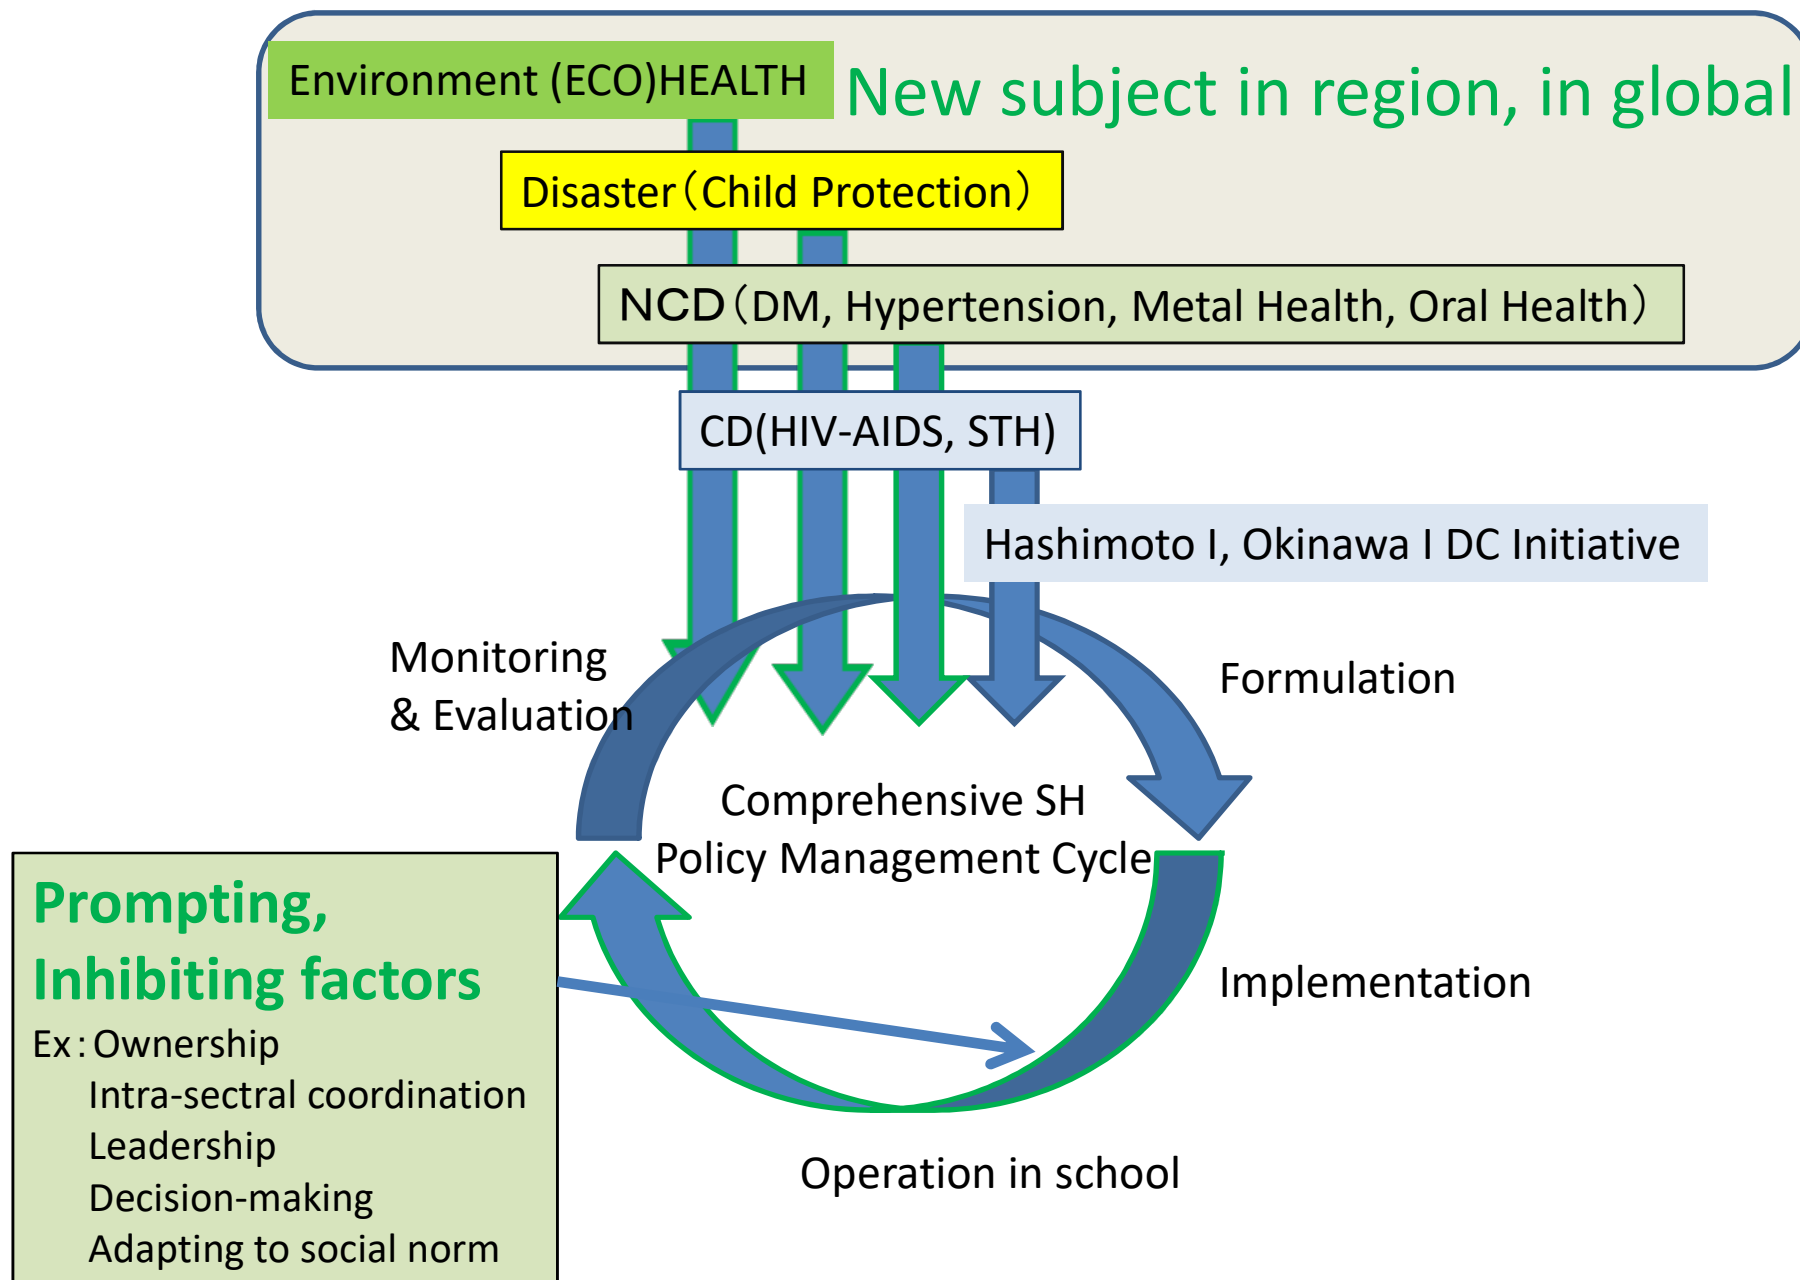 Environment (ECO)HEALTH
New subject in region, in global
Disaster（Child Protection）
NCD（DM, Hypertension, Metal Health, Oral Health）
CD(HIV-AIDS, STH)
Hashimoto I, Okinawa I DC Initiative
Monitoring
& Evaluation
Formulation
Comprehensive SH
Policy Management Cycle
Prompting,
Inhibiting factors
Ex：Ownership
Intra-sectral coordination
Leadership
Decision-making
Adapting to social norm
Implementation
Operation in school